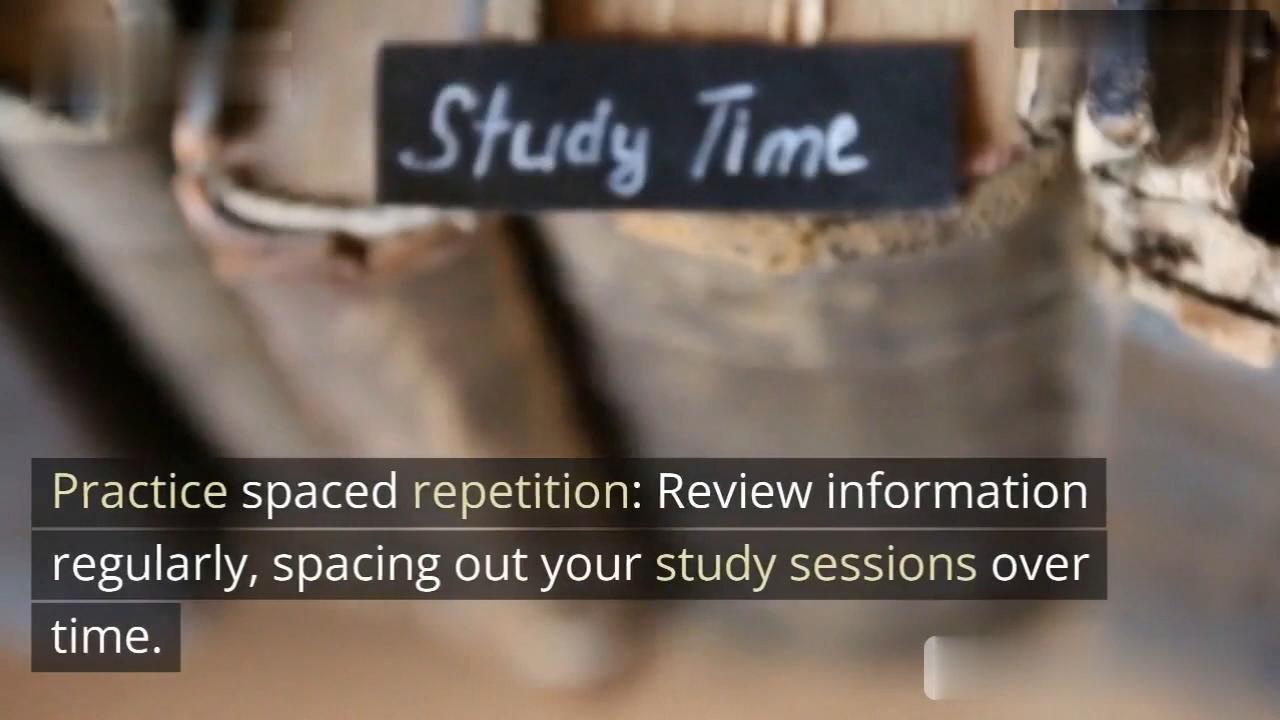 Study Time
Practice spaced repetition: Review information
regularly, spacing out your study sessions over
time.